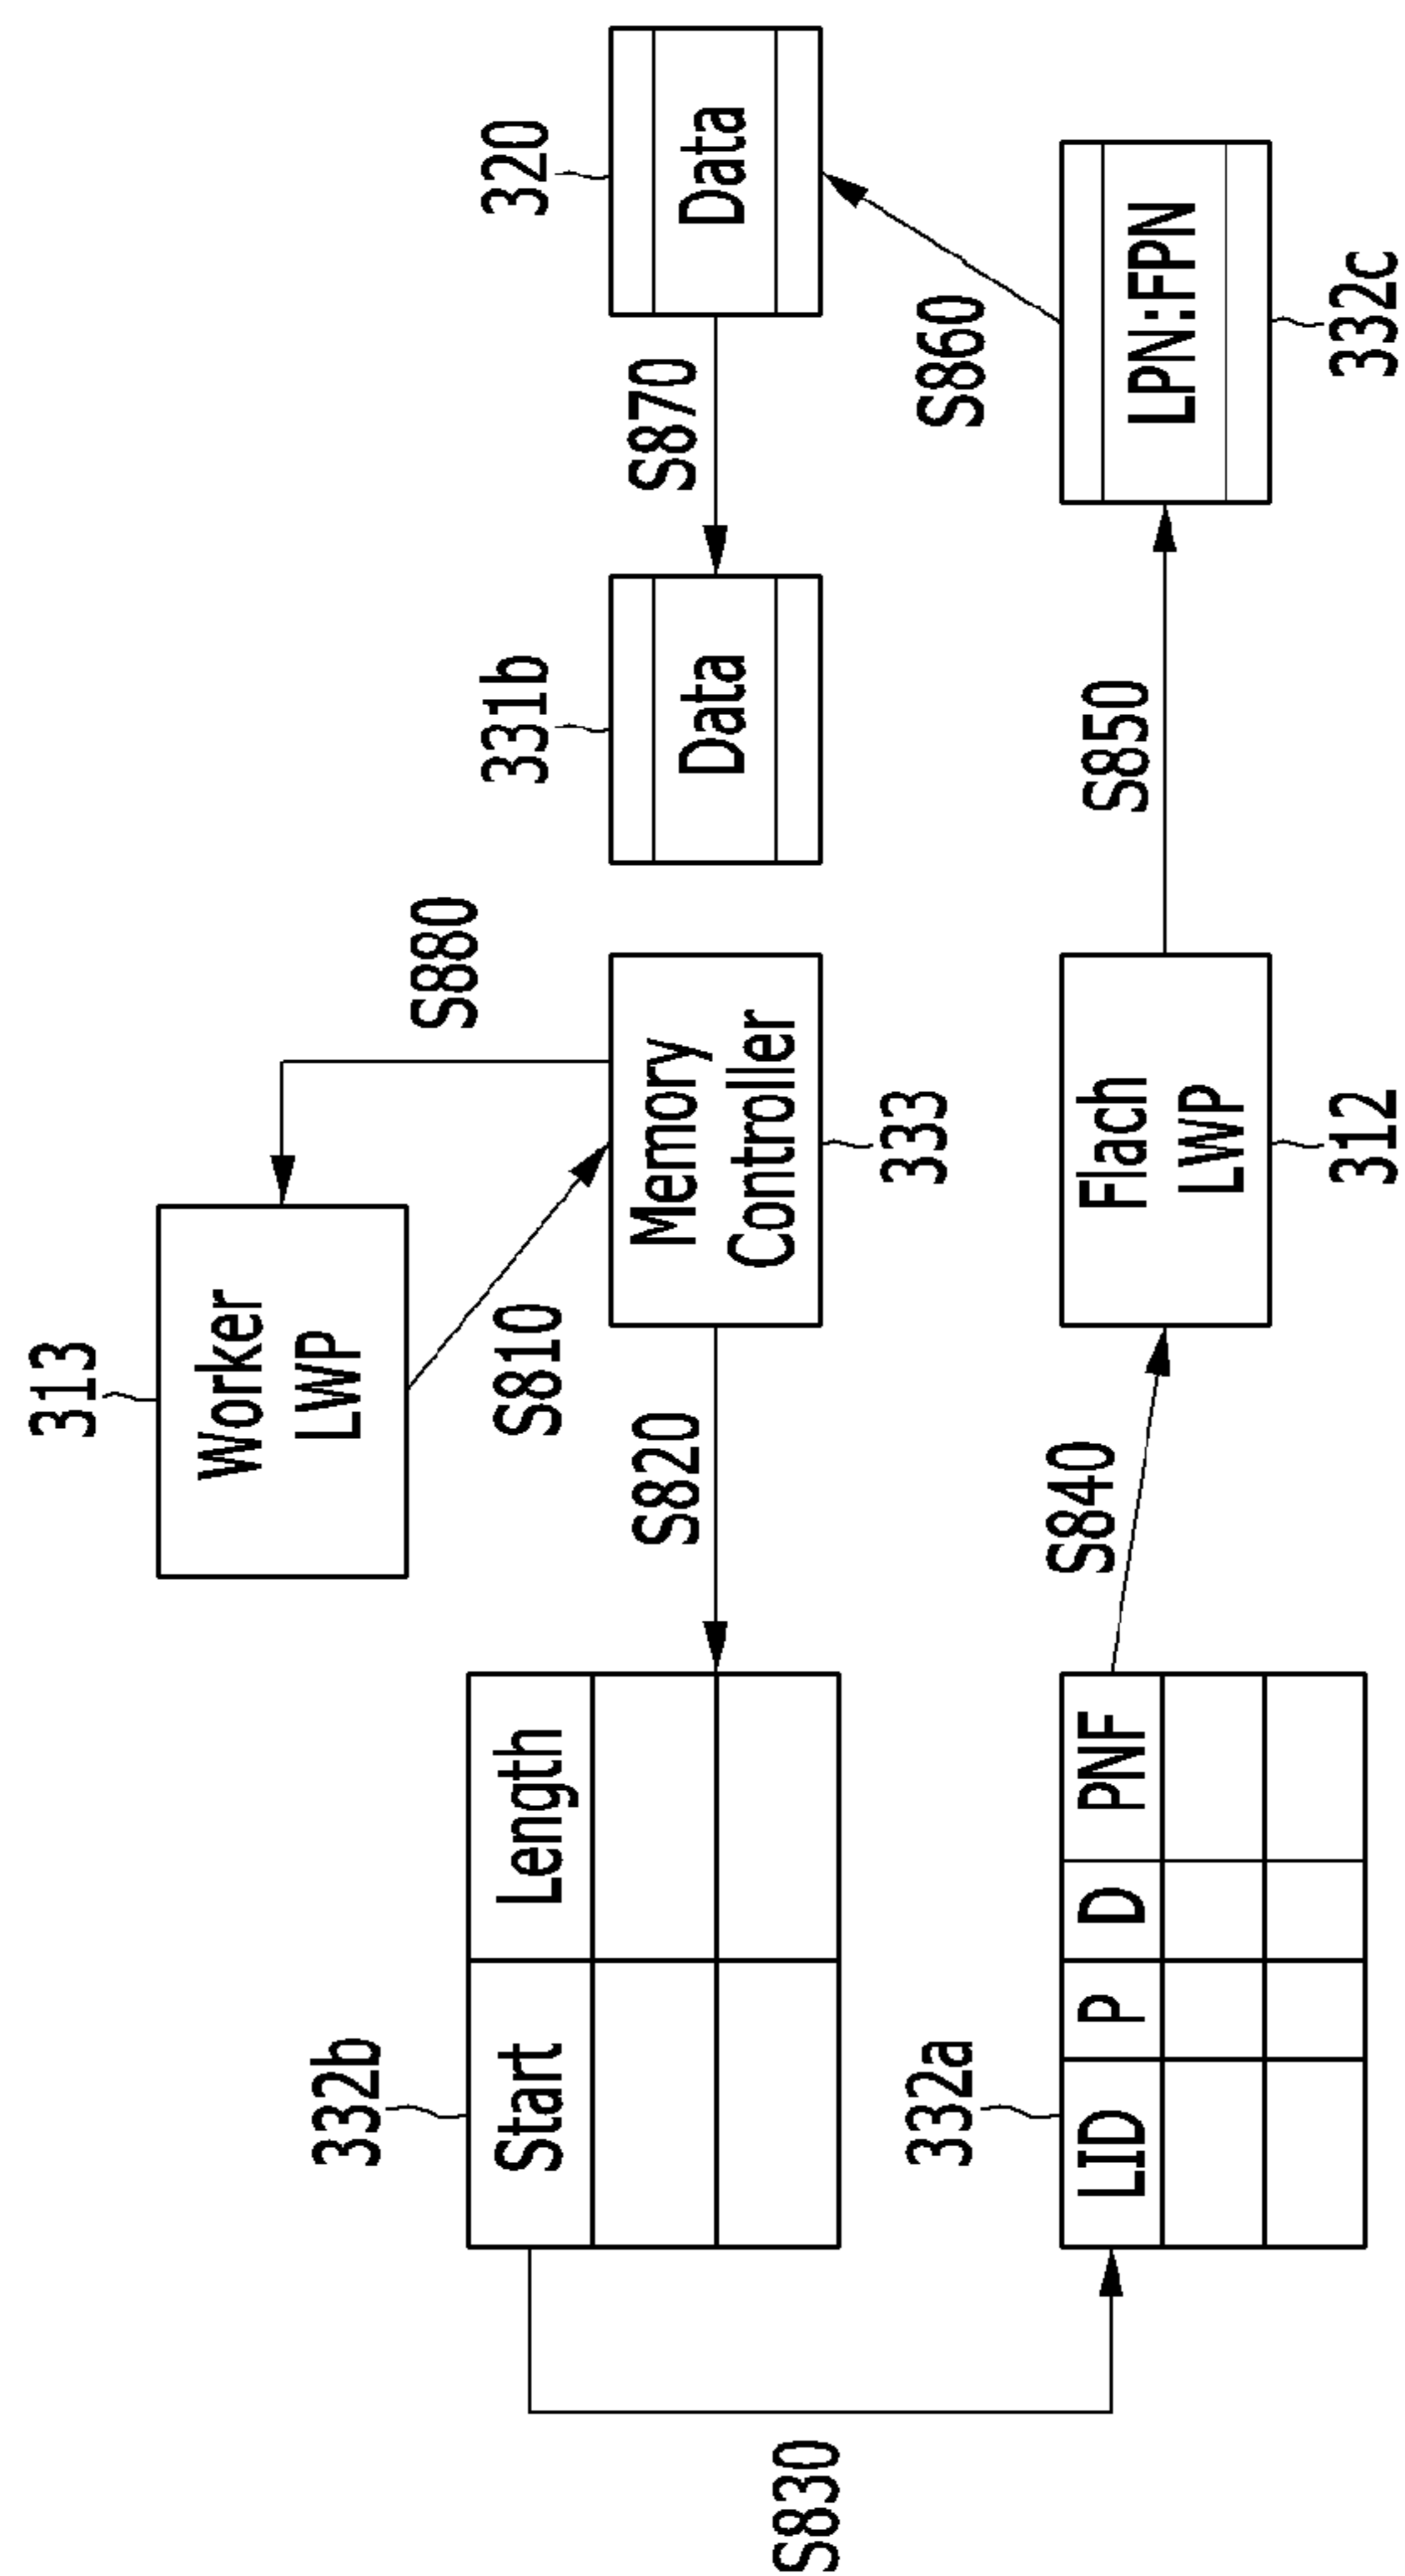 313
Worker
LWP
332b
S880
331b
320
Start Length
S810
S820
Memory
Controller
S870
Data
Data
S830
333
332a
S860
LID P D PNF
S840
Flach
LWP
S850
LPN:FPN
312
332c